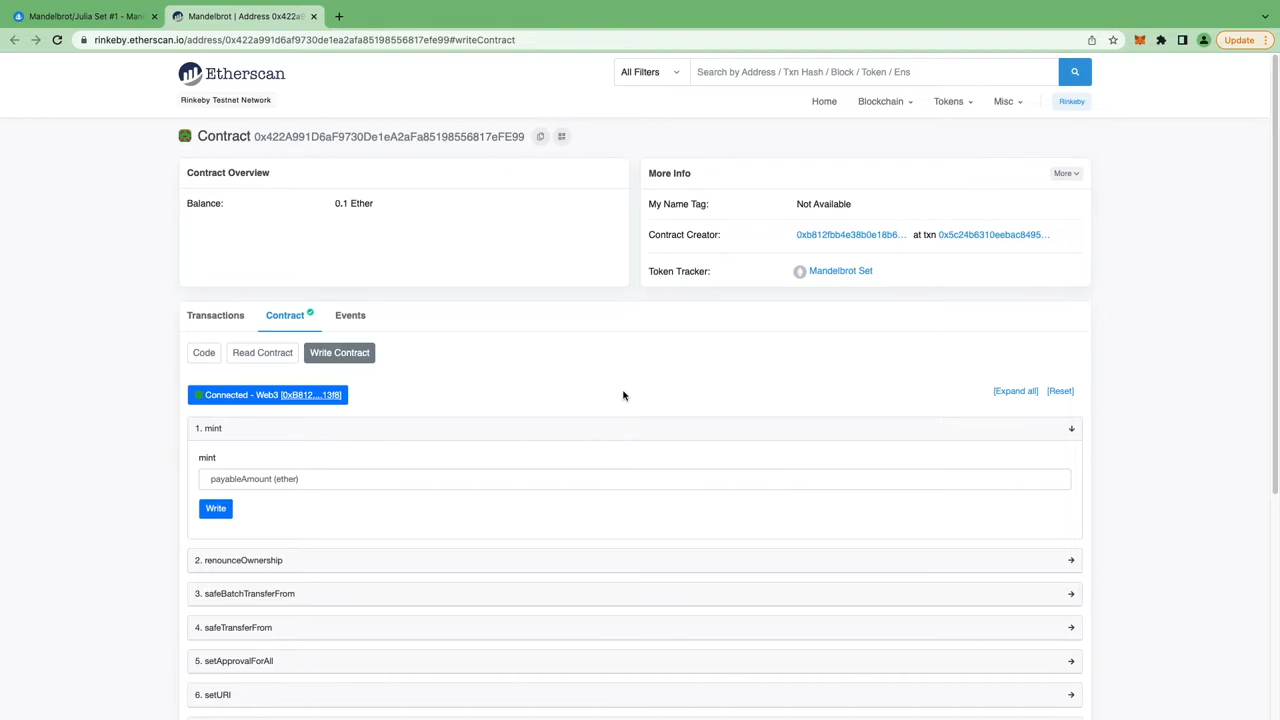 Mandelbrot/Julia Set #1 - Man
Mandelbrot | Address 0x422a9
rinkeby.etherscan.io/address/0x422a991d6af9730de1ea2afa85198556817efe99#writeContract
Update
Etherscan
All Filters
Search by Address / Txn Hash / Block / Token / Ens
Rinkeby Testnet Network
Home
Blockchain
Tokens
Misc
Rinkeby
Contract 0x422A991D6aF9730De1eA2aFa85198556817eFE99
Contract Overview
Balance:
0.1 Ether
More Info
More
My Name Tag:
Not Available
Contract Creator:
0xb812fbb4e38b0e18b6... at txn 0x5c24b6310eebac8495...
Token Tracker:
Mandelbrot Set
Transactions
Contract
Events
Code
Read Contract
Write Contract
Connected - Web3 [0xB812....13f8]
[Expand all]
[Reset]
1. mint
mint
payableAmount (ether)
Write
2. renounceOwnership
3. safeBatchTransferFrom
4. safeTransferFrom
5. setApprovalForAll
6. setURI